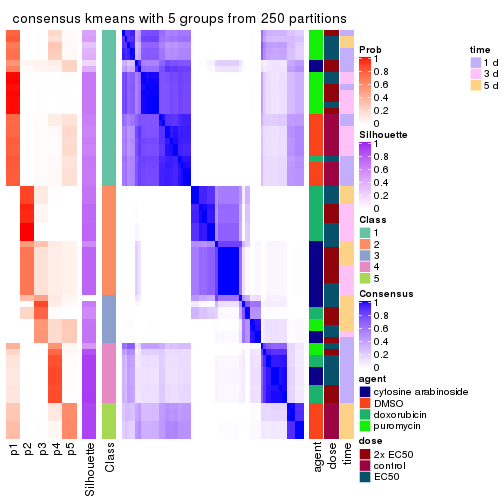 consensus kmeans with 5 groups from 250 partitions
Prob
1
0.8
0.6
0.4
0.2
0
time
1 d
3 d
5 d
Silhouette
1
0.8
0.6
0.4
0.2
0
Class
1
2
3
4
5
Consensus
1
0.8
0.6
0.4
0.2
0
agent
cytosine arabinoside
DMSO
doxorubicin
puromycin
dose
2x EC50
control
EC50
p1
p2
p3
p4
p5
Silhouette
Class
agent
dose
time